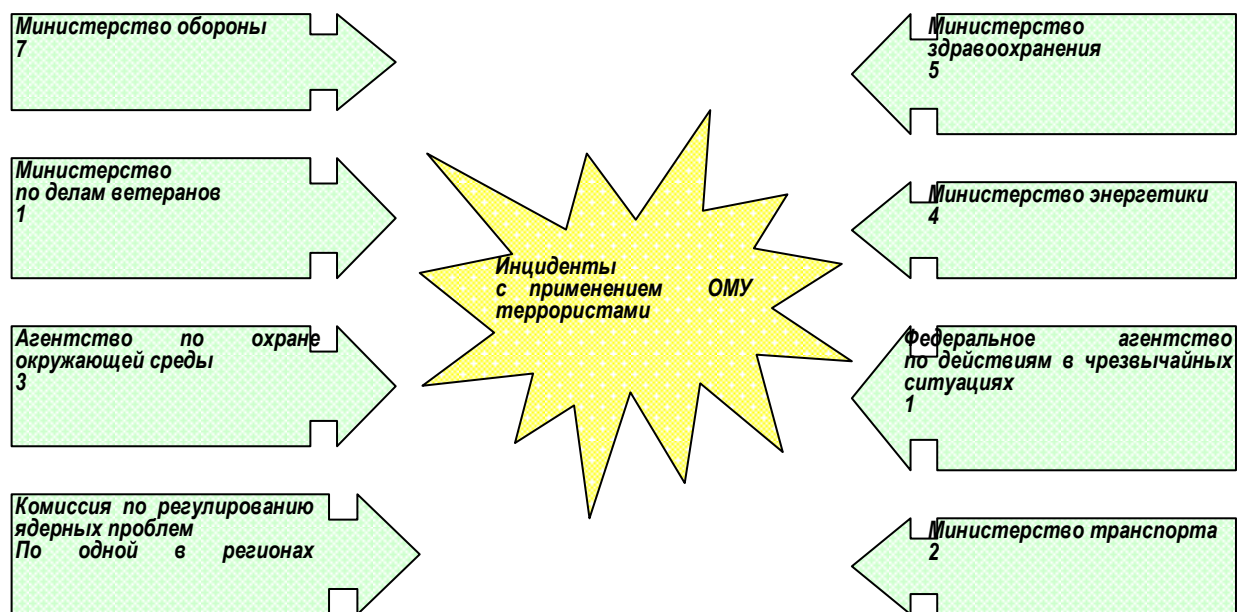 Министерство обороны
7
Министерство
по делам ветеранов
1
Агентство по охране
окружающей среды
3
Комиссия по регулированию
ядерных проблем
По одной в регионах
Инциденты
с применением ОМУ
террористами
Министерство
здравоохранения
5
Министерство энергетики
4
Федеральное агентство
по действиям в чрезвычайных
ситуациях
1
Министерство транспорта
2